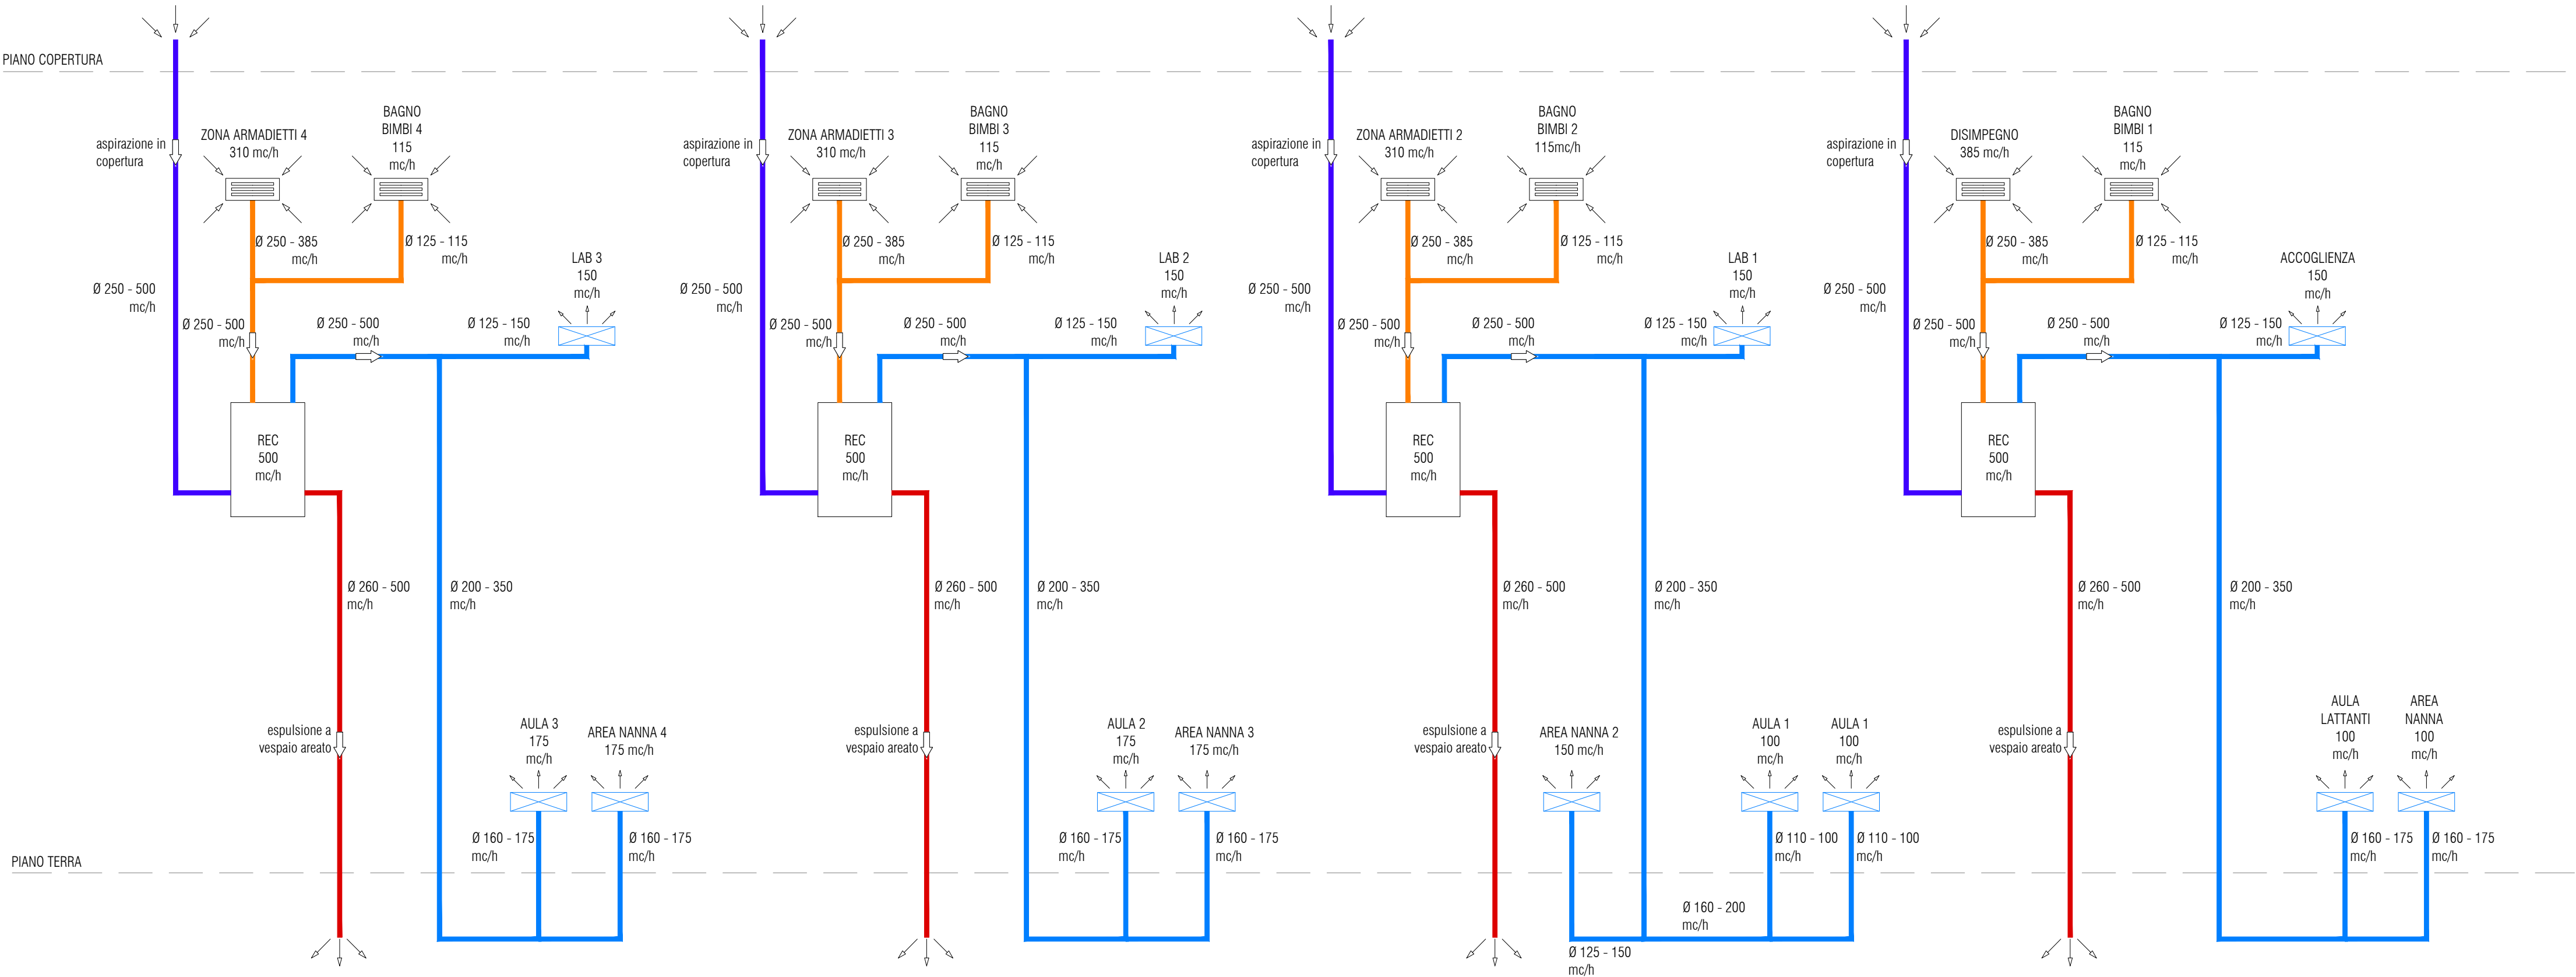 PIANO COPERTURA
aspirazione in
copertura
ZONA ARMADIETTI 4
310 mc/h
BAGNO
BIMBI 4
115
mc/h
Ø 250 - 385
mc/h
Ø 125 - 115
mc/h
Ø 250 - 500
mc/h
Ø 250 - 500
mc/h
Ø 250 - 500
mc/h
Ø 125 - 150
mc/h
LAB 3
150
mc/h
REC
500
mc/h
Ø 260 - 500
mc/h
Ø 200 - 350
mc/h
espulsione a
vespaio areato
AULA 3
175
mc/h
AREA NANNA 4
175 mc/h
Ø 160 - 175
mc/h
Ø 160 - 175
mc/h
aspirazione in
copertura
ZONA ARMADIETTI 3
310 mc/h
BAGNO
BIMBI 3
115
mc/h
Ø 250 - 385
mc/h
Ø 125 - 115
mc/h
Ø 250 - 500
mc/h
Ø 250 - 500
mc/h
Ø 250 - 500
mc/h
Ø 125 - 150
mc/h
LAB 2
150
mc/h
REC
500
mc/h
Ø 260 - 500
mc/h
Ø 200 - 350
mc/h
espulsione a
vespaio areato
AULA 2
175
mc/h
AREA NANNA 3
175 mc/h
Ø 160 - 175
mc/h
Ø 160 - 175
mc/h
aspirazione in
copertura
ZONA ARMADIETTI 2
310 mc/h
BAGNO
BIMBI 2
115mc/h
Ø 250 - 385
mc/h
Ø 125 - 115
mc/h
Ø 250 - 500
mc/h
Ø 250 - 500
mc/h
Ø 250 - 500
mc/h
Ø 125 - 150
mc/h
LAB 1
150
mc/h
REC
500
mc/h
Ø 260 - 500
mc/h
Ø 200 - 350
mc/h
espulsione a
vespaio areato
AREA NANNA 2
150 mc/h
AULA 1
100
mc/h
AULA 1
100
mc/h
Ø 110 - 100
mc/h
Ø 110 - 100
mc/h
Ø 160 - 200
mc/h
Ø 125 - 150
mc/h
aspirazione in
copertura
DISIMPEGNO
385 mc/h
BAGNO
BIMBI 1
115
mc/h
Ø 250 - 385
mc/h
Ø 125 - 115
mc/h
Ø 250 - 500
mc/h
Ø 250 - 500
mc/h
Ø 250 - 500
mc/h
Ø 125 - 150
mc/h
ACCOGLIENZA
150
mc/h
REC
500
mc/h
Ø 260 - 500
mc/h
Ø 200 - 350
mc/h
espulsione a
vespaio areato
AULA
LATTANTI
100
mc/h
AREA
NANNA
100
mc/h
Ø 160 - 175
mc/h
Ø 160 - 175
mc/h
PIANO TERRA